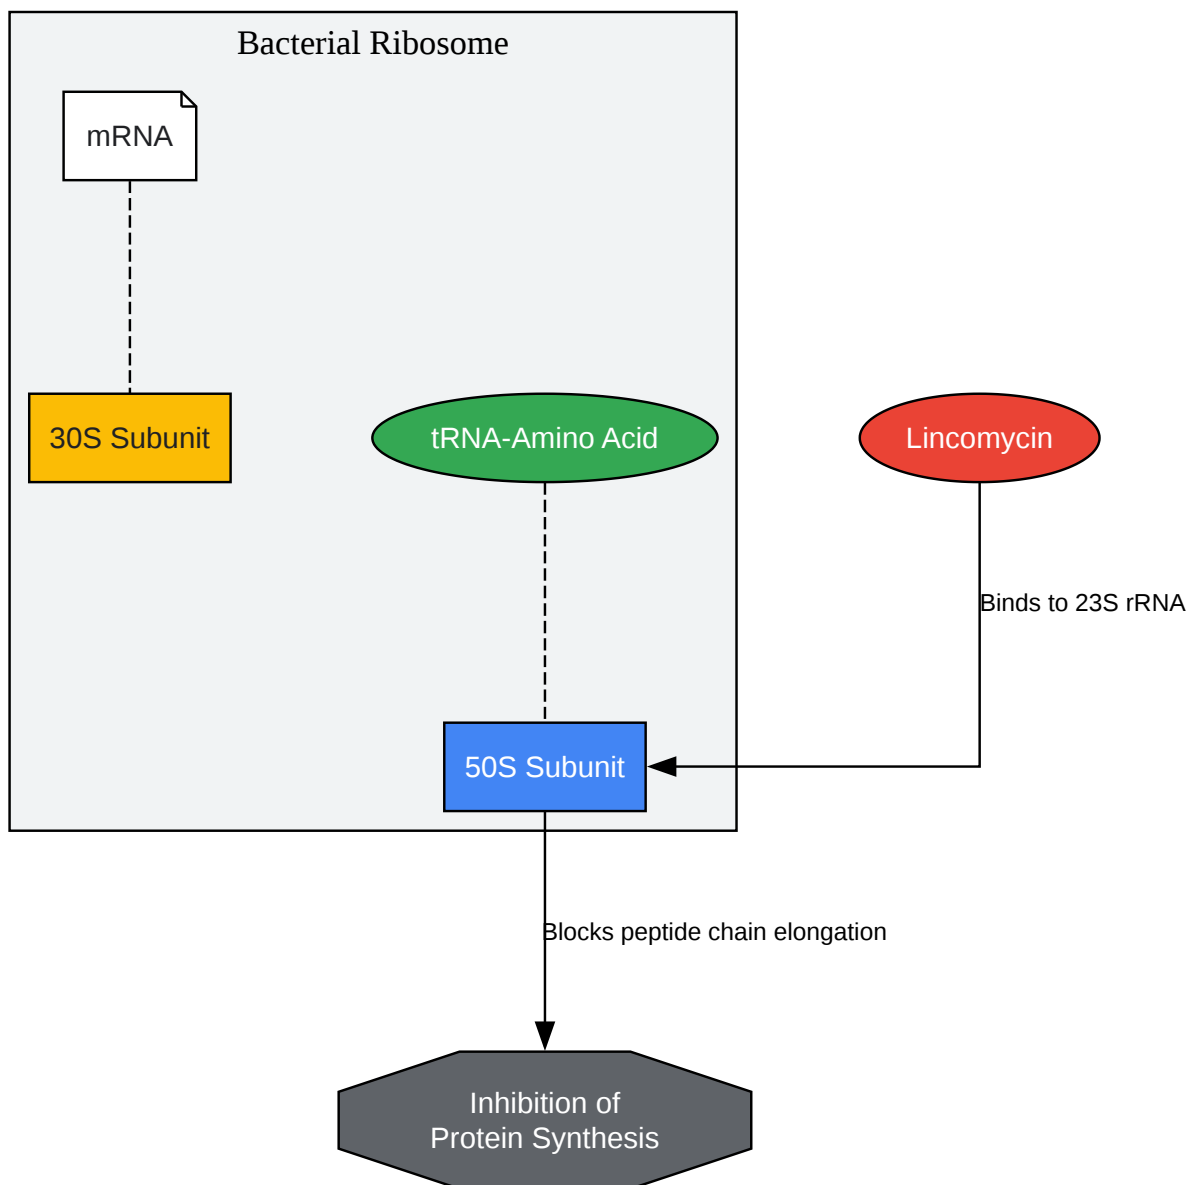 Bacterial Ribosome
mRNA
30S Subunit
tRNA-Amino Acid
Lincomycin
Binds to 23S rRNA
50S Subunit
Blocks peptide chain elongation
Inhibition of
Protein Synthesis